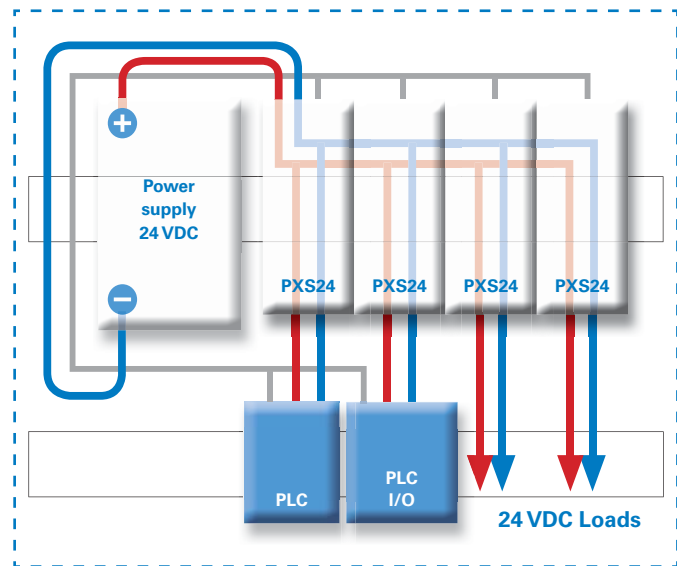 +
Power
supply
24 VDC
−
PXS24
PXS24
PXS24
PXS24
PLC
PLC
I/O
24 VDC Loads